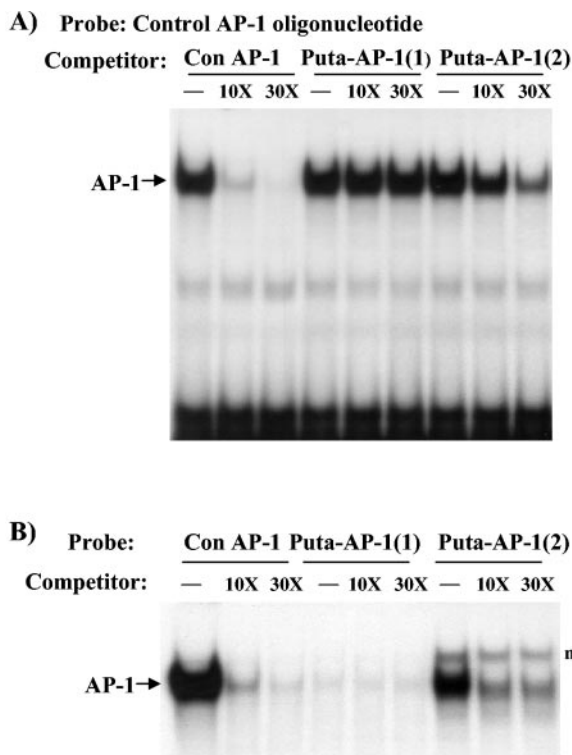 A) Probe: Control AP-1 oligonucleotide
Competitor: Con AP-1 Puta-AP-1(1) Puta-AP-1(2)
— 10X 30X — 10X 30X — 10X 30X
AP-1
B) Probe: Con AP-1 Puta-AP-1(1) Puta-AP-1(2)
Competitor: — 10X 30X — 10X 30X — 10X 30X
AP-1